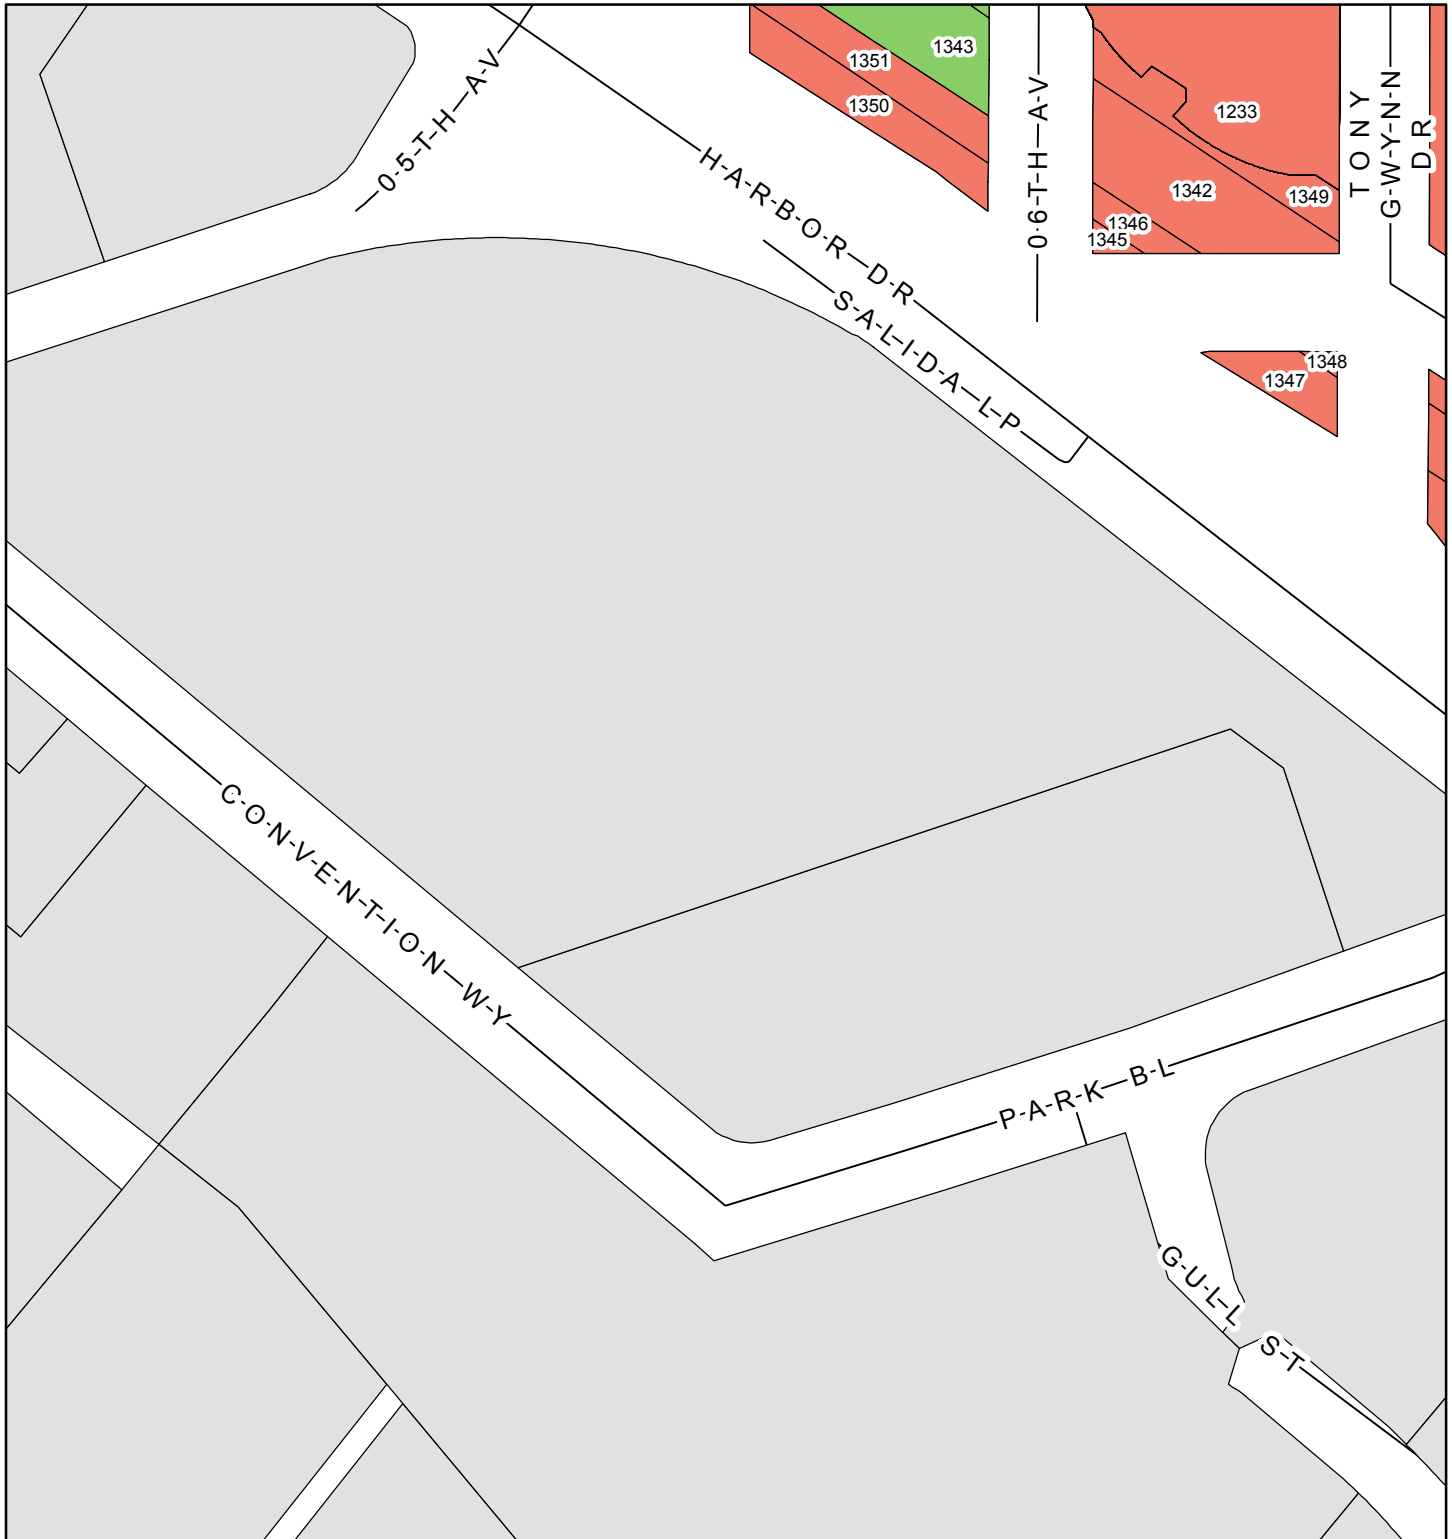 1343
1351
1350
05TH AV
HARBOR DR
06TH AV
1233
TONY
GWYNN
DR
1342
1349
1346
1345
SALIDA LP
1348
1347
CONVENTION WY
PARK BL
GULL ST